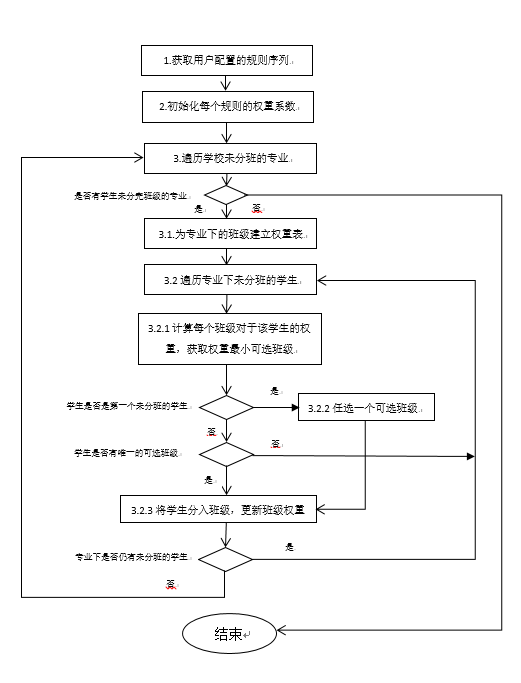 1.获取用户配置的规则序列
2.初始化每个规则的权重系数
3.遍历学校未分班的专业
是否有学生未分完班级的专业
是
否
3.1.为专业下的班级建立权重表
3.2 遍历专业下未分班的学生
3.2.1 计算每个班级对于该学生的权
重，获取权重最小可选班级
学生是否是第一个未分班的学生
是
3.2.2 任选一个可选班级
否
学生是否有唯一的可选班级
否
是
3.2.3 将学生分入班级，更新班级权重
专业下是否仍有未分班的学生
是
否
结束